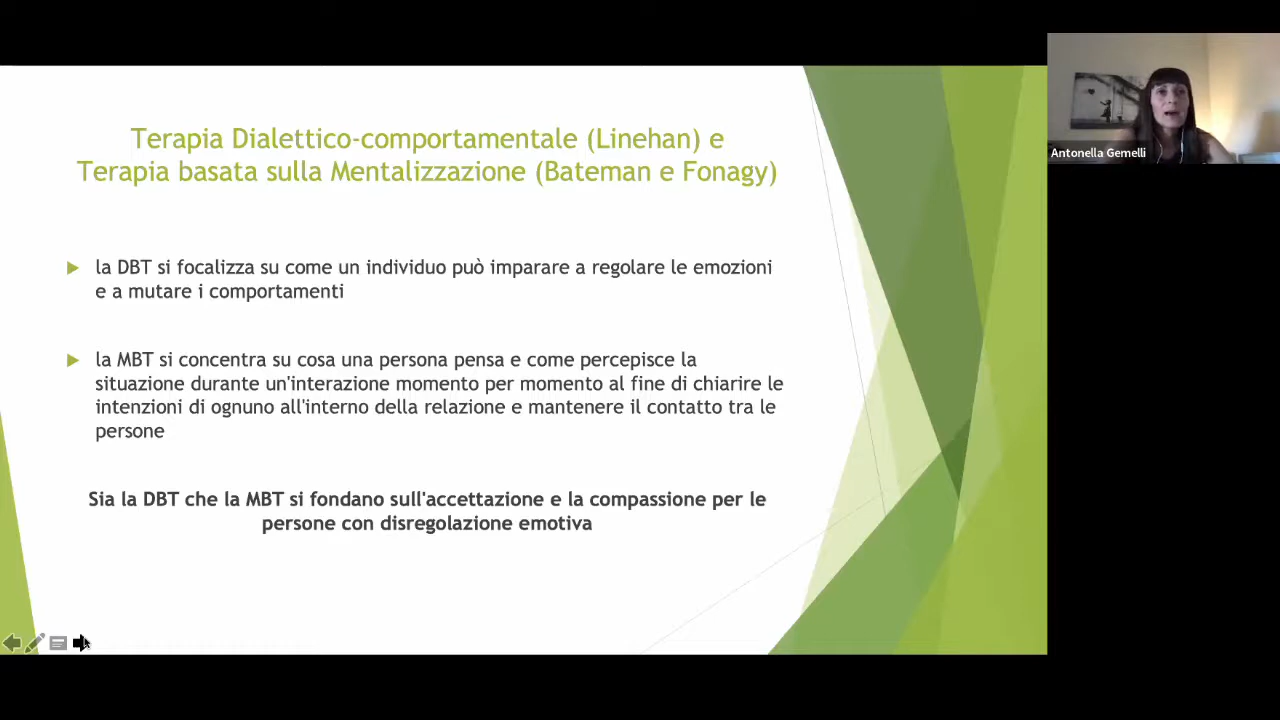 Terapia Dialettico-comportamentale (Linehan) e
Terapia basata sulla Mentalizzazione (Bateman e Fonagy)
la DBT si focalizza su come un individuo può imparare a regolare le emozioni
e a mutare i comportamenti
la MBT si concentra su cosa una persona pensa e come percepisce la
situazione durante un'interazione momento per momento al fine di chiarire le
intenzioni di ognuno all'interno della relazione e mantenere il contatto tra le
persone
Sia la DBT che la MBT si fondano sull'accettazione e la compassione per le
persone con disregolazione emotiva
Antonella Gemelli